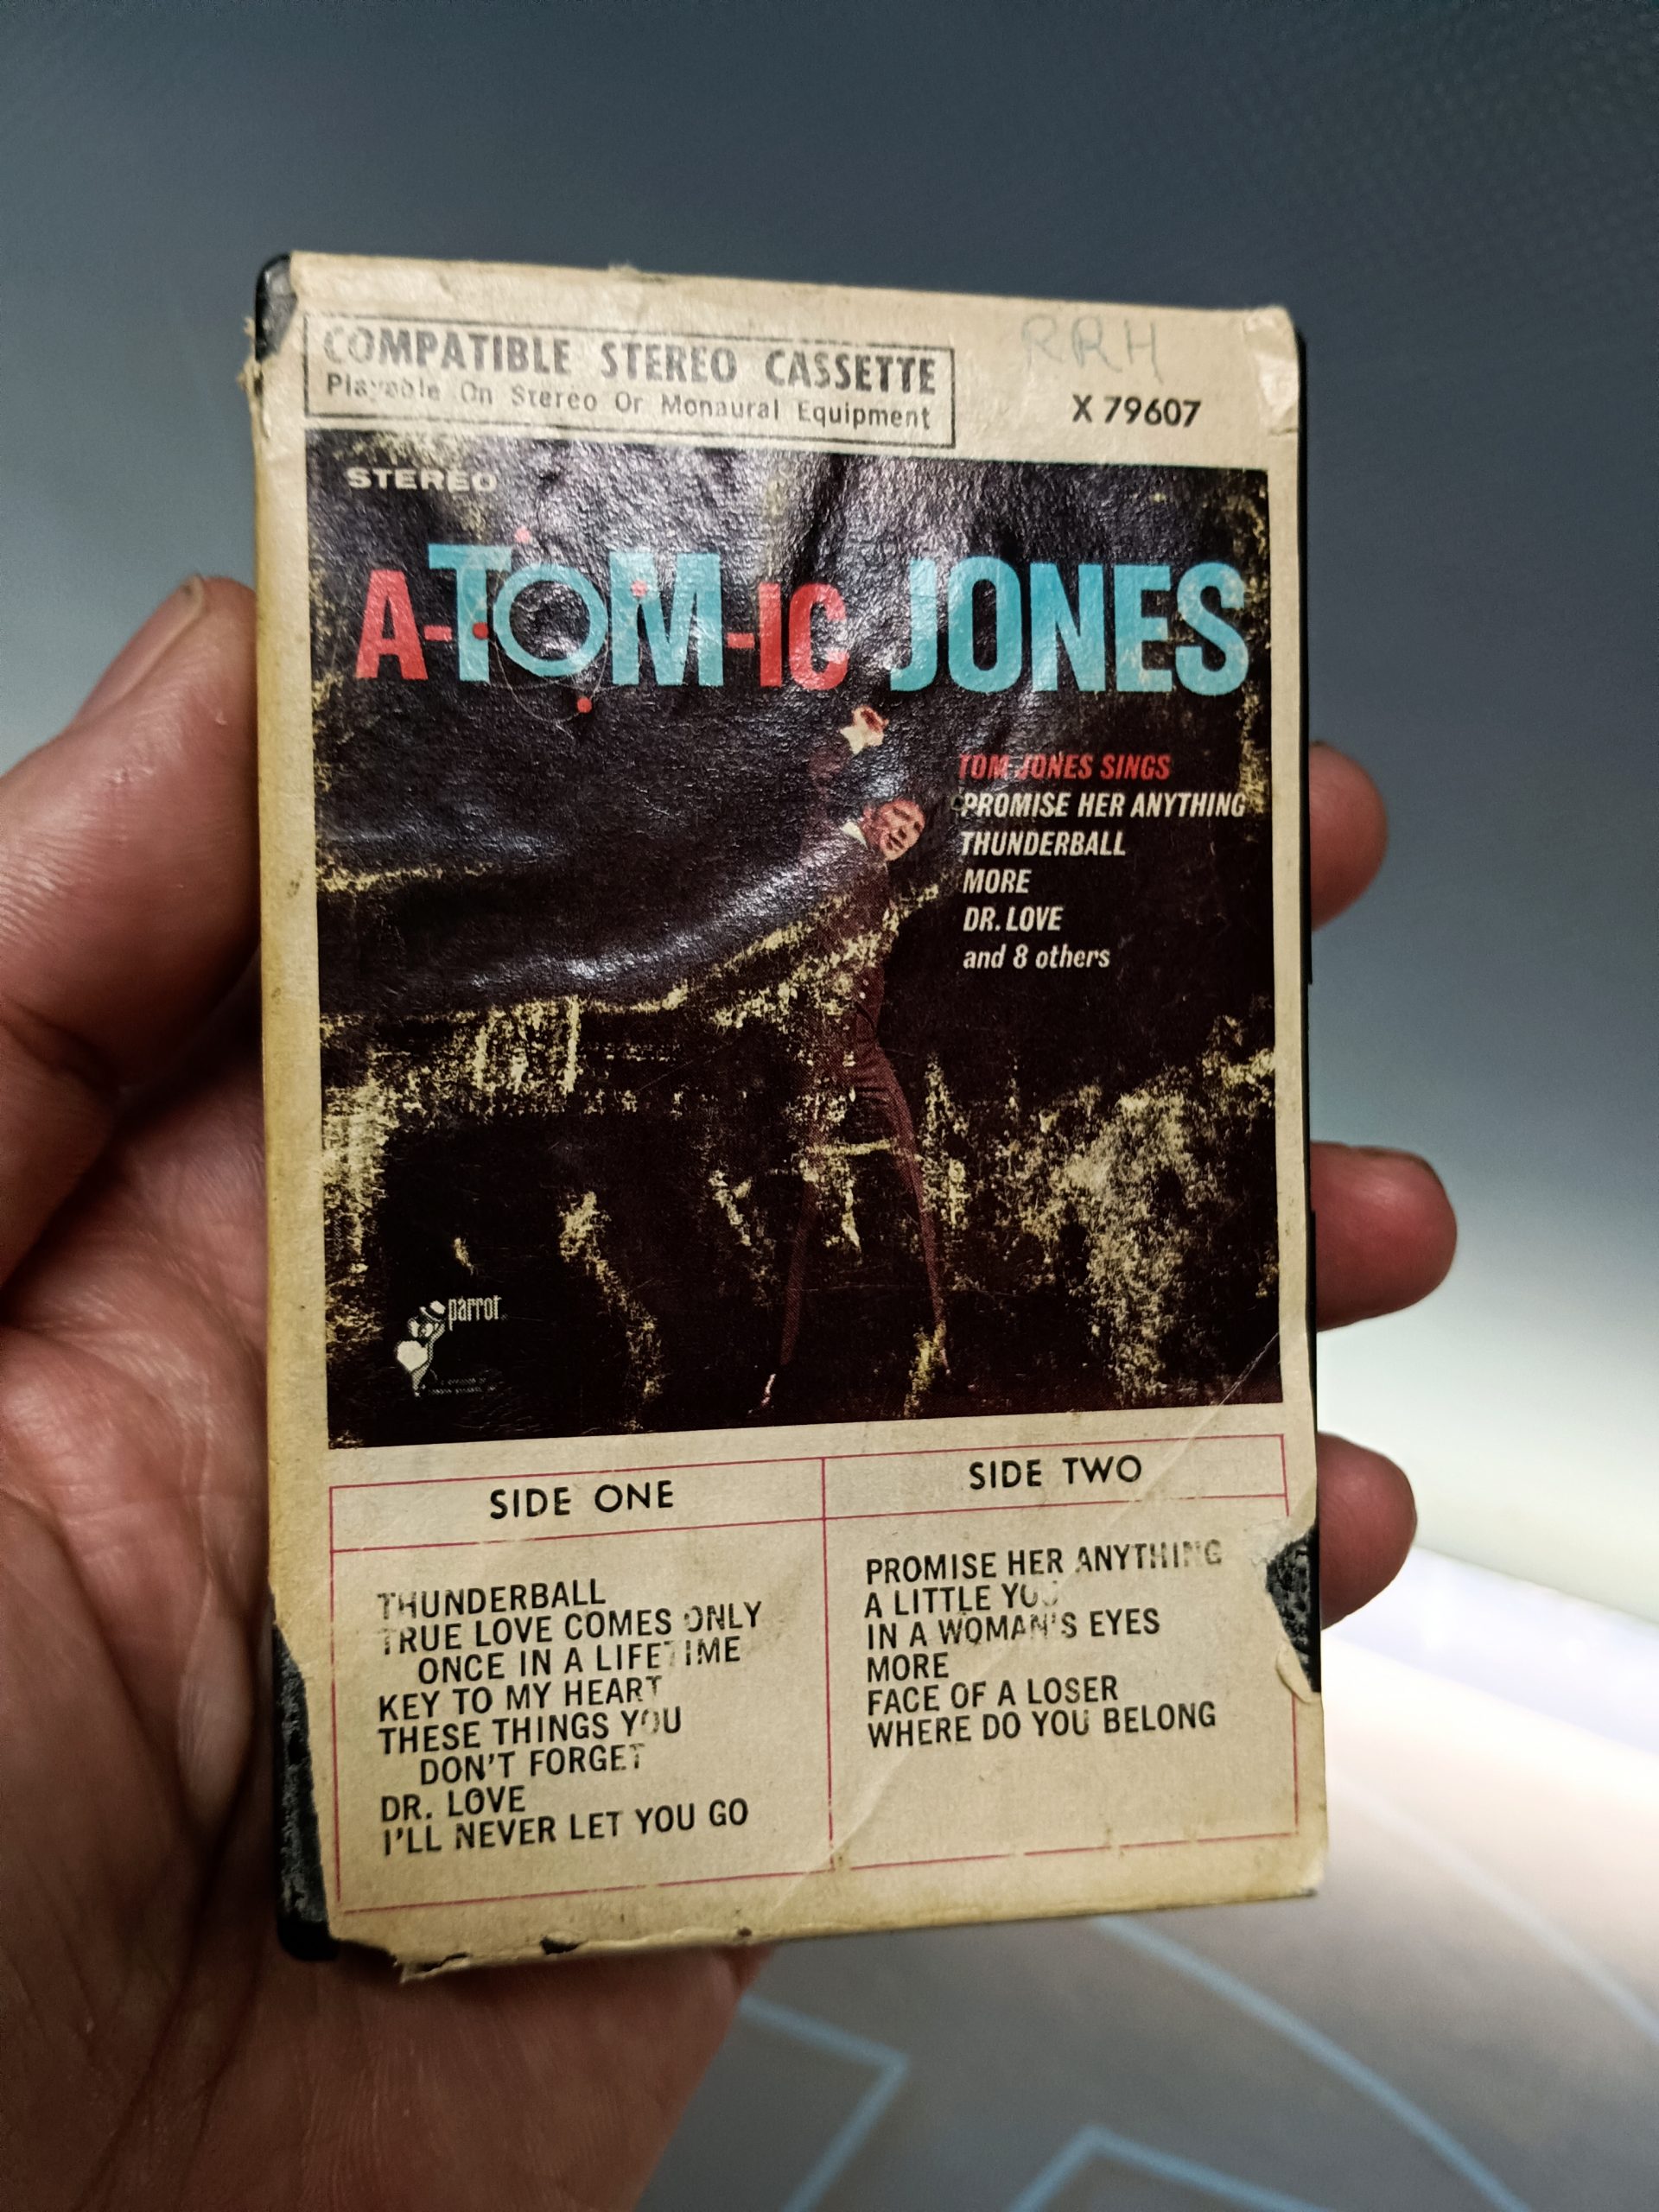 COMPATIBLE STEREO CASSETTE
Playable On Stereo Or Monaural Equipment
RRH
X 79607
STEREO
A-TOM-IC JONES
TOM JONES SINGS
PROMISE HER ANYTHING
THUNDERBALL
MORE
DR. LOVE
and 8 others
parrot
SIDE ONE
THUNDERBALL
TRUE LOVE COMES ONLY
ONCE IN A LIFETIME
KEY TO MY HEART
THESE THINGS YOU
DON'T FORGET
DR. LOVE
I'LL NEVER LET YOU GO
SIDE TWO
PROMISE HER ANYTHING
A LITTLE YOU
IN A WOMAN'S EYES
MORE
FACE OF A LOSER
WHERE DO YOU BELONG